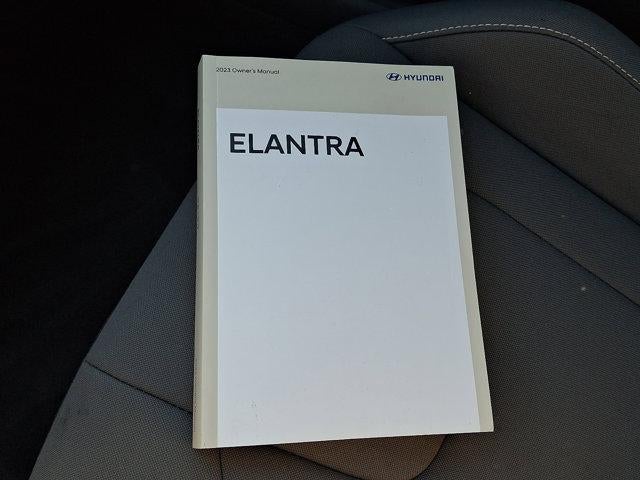 2023 Owner's Manual
HYUNDAI
ELANTRA